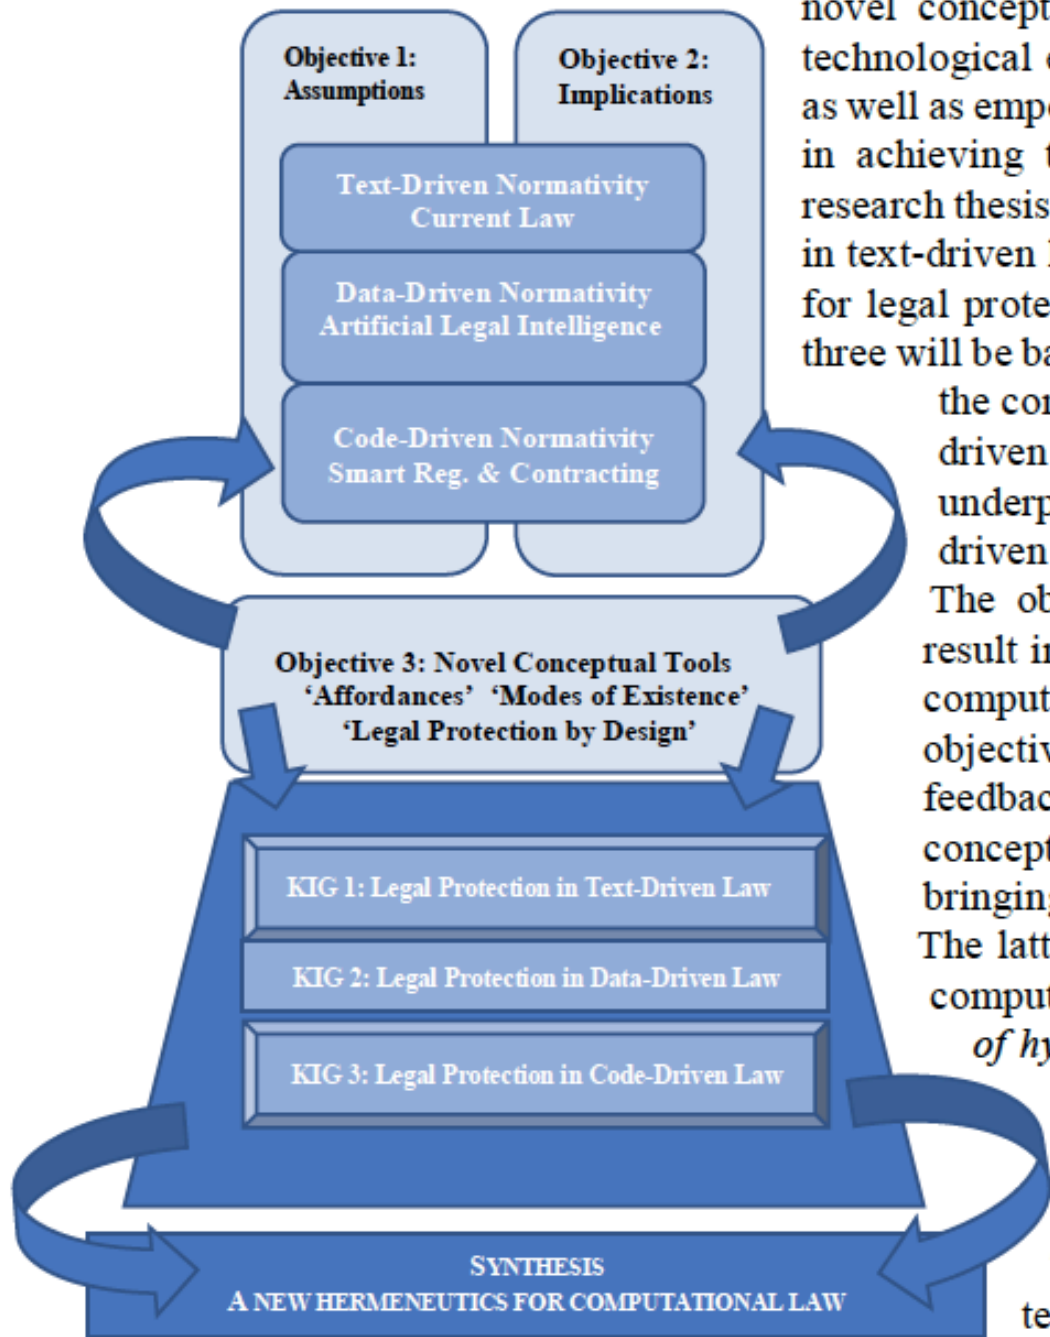 Objective 1:
Assumptions
Objective 2:
Implications
Text-Driven Normativity
Current Law
Data-Driven Normativity
Artificial Legal Intelligence
Code-Driven Normativity
Smart Reg. & Contracting
Objective 3: Novel Conceptual Tools
‘Affordances’ ‘Modes of Existence’
‘Legal Protection by Design’
KIG 1: Legal Protection in Text-Driven Law
KIG 2: Legal Protection in Data-Driven Law
KIG 3: Legal Protection in Code-Driven Law
SYNTHESIS
A NEW HERMENEUTICS FOR COMPUTATIONAL LAW
novel concept
technological
as well as emp
in achieving t
research thesis
in text-driven
for legal prote
three will be ba
the con
driven
underp
driven
The ob
result in
comput
objectiv
feedbac
concept
bringing
The latt
comput
of hy
te